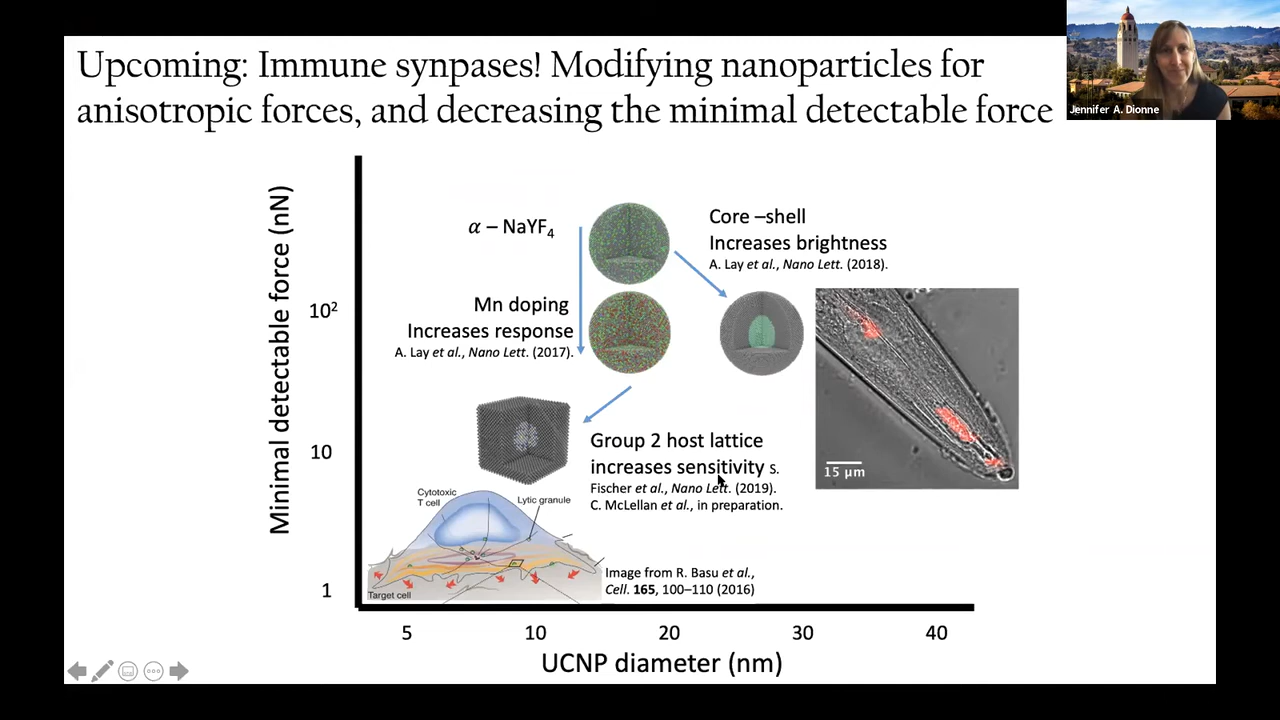 Upcoming: Immune synpases! Modifying nanoparticles for
anisotropic forces, and decreasing the minimal detectable force
Jennifer A. Dionne
Minimal detectable force (nN)
10²
10
1
α – NaYF₄
Core –shell
Increases brightness
A. Lay et al., Nano Lett. (2018).
Mn doping
Increases response
A. Lay et al., Nano Lett. (2017).
15 μm
Group 2 host lattice
increases sensitivity S.
Fischer et al., Nano Lett. (2019).
C. McLellan et al., in preparation.
Cytotoxic
T cell
Lytic granule
Target cell
Image from R. Basu et al.,
Cell. 165, 100–110 (2016)
5 10 20 30 40
UCNP diameter (nm)